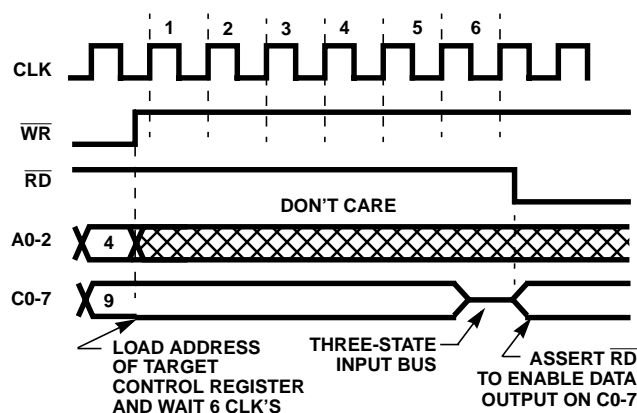 1 2 3 4 5 6
CLK
WR
RD
DON'T CARE
A0-2 4
C0-7 9
LOAD ADDRESS
OF TARGET
CONTROL REGISTER
AND WAIT 6 CLK'S
THREE-STATE
INPUT BUS
ASSERT RD
TO ENABLE DATA
OUTPUT ON C0-7